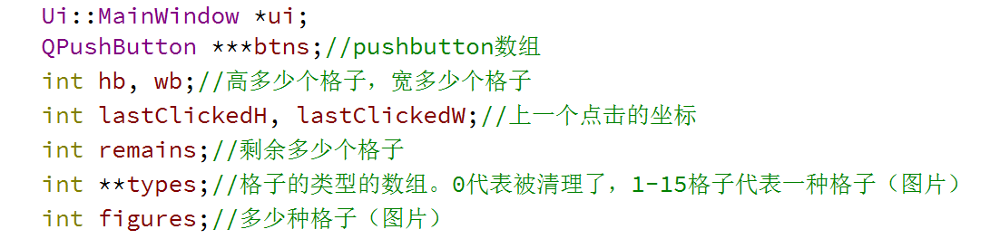 Ui::MainWindow *ui;
QPushButton ***btns;//pushbutton数组
int hb, wb;//高多少个格子，宽多少个格子
int lastClickedH, lastClickedW;//上一个点击的坐标
int remains;//剩余多少个格子
int **types;//格子的类型的数组。0代表被清理了，1-15格子代表一种格子（图片）
int figures;//多少种格子（图片）